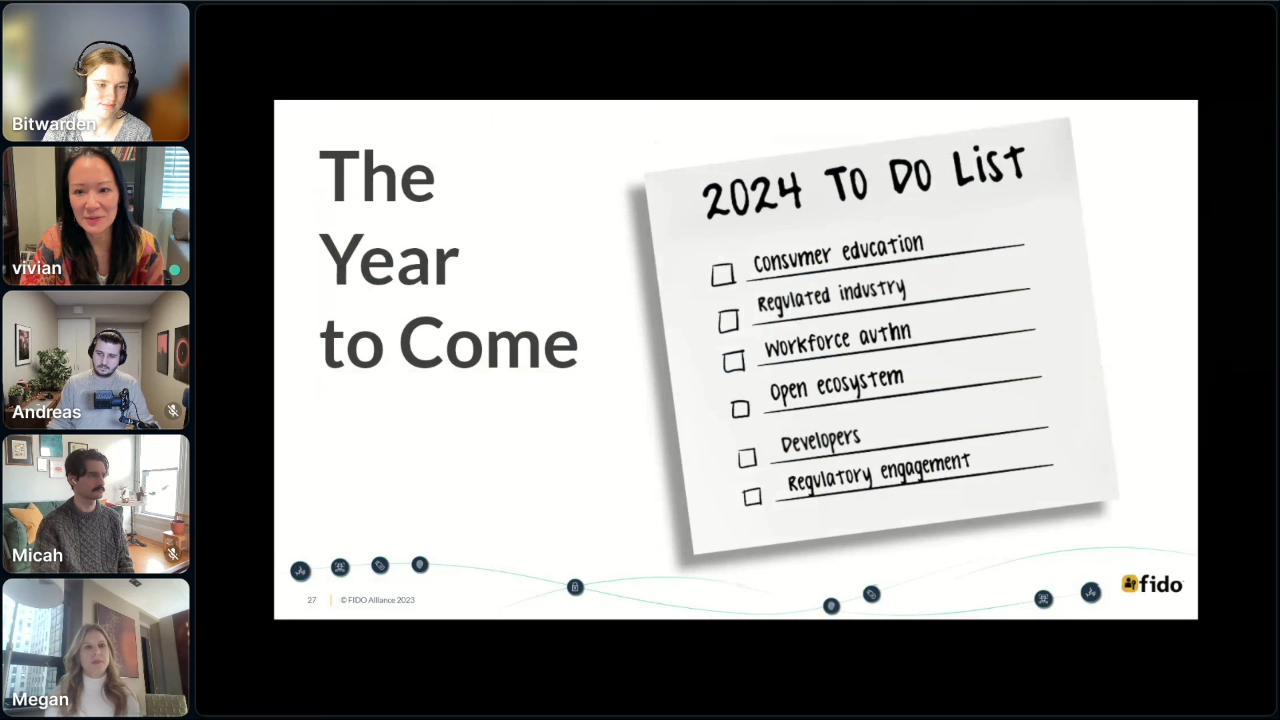 Bitwarden
vivian
Andreas
Micah
Megan
The
Year
to Come
2024 TO DO LiST
Consumer education
Regulated industry
Workforce authn
Open ecosystem
Developers
Regulatory engagement
27
© FIDO Alliance 2023
fido